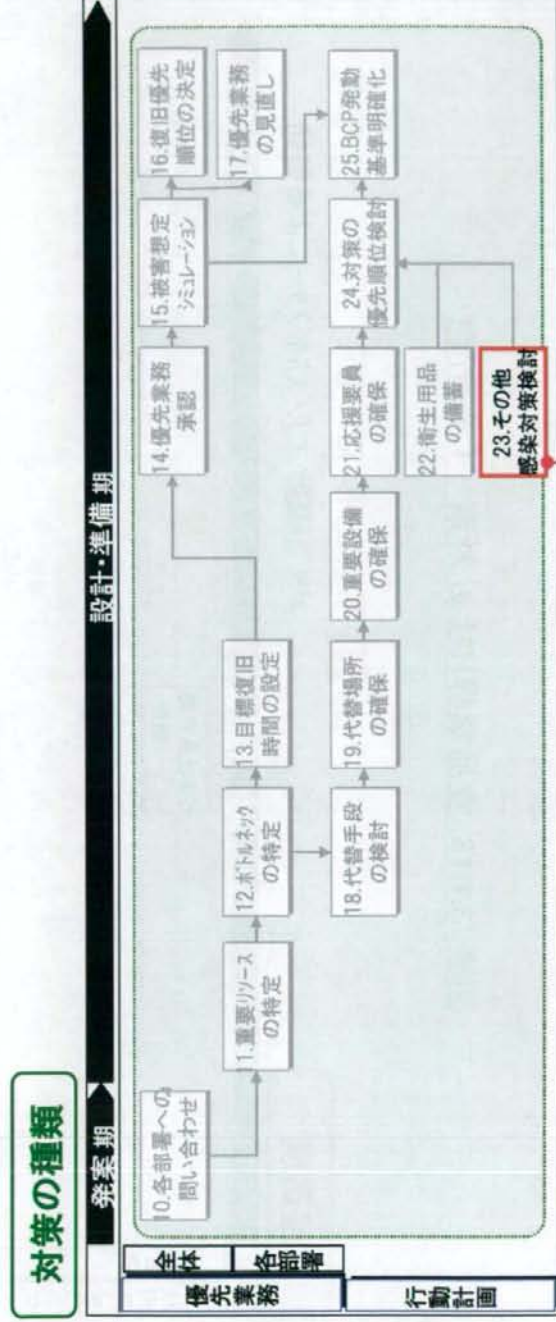 対策の種類
発案期
設計・準備期
優先業務
全体
各部署
行動計画
10.各部署への
問い合わせ
11.重要リソース
の特定
12.ボトルネック
の特定
13.目標復旧
時間の設定
14.優先業務
承認
15.被害想定
シミュレーション
16.復旧優先
順位の決定
17.優先業務
の見直し
18.代替手段
の検討
19.代替場所
の確保
20.重要設備
の確保
21.応援要員
の確保
22.衛生用品
の備蓄
23.その他
感染対策検討
24.対策の
優先順位検討
25.BCP発動
基準明確化